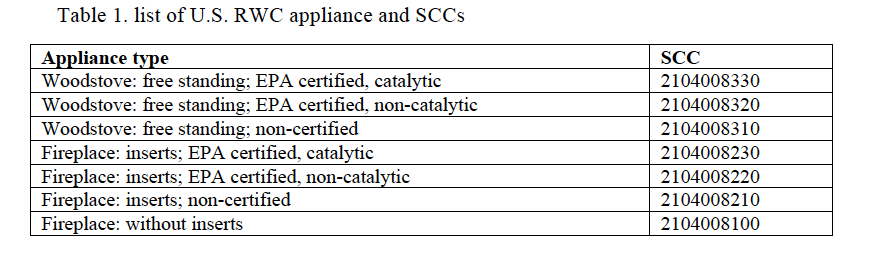 Table 1. list of U.S. RWC appliance and SCCs
Appliance type SCC
Woodstove: free standing; EPA certified, catalytic 2104008330
Woodstove: free standing; EPA certified, non-catalytic 2104008320
Woodstove: free standing; non-certified 2104008310
Fireplace: inserts; EPA certified, catalytic 2104008230
Fireplace: inserts; EPA certified, non-catalytic 2104008220
Fireplace: inserts; non-certified 2104008210
Fireplace: without inserts 2104008100